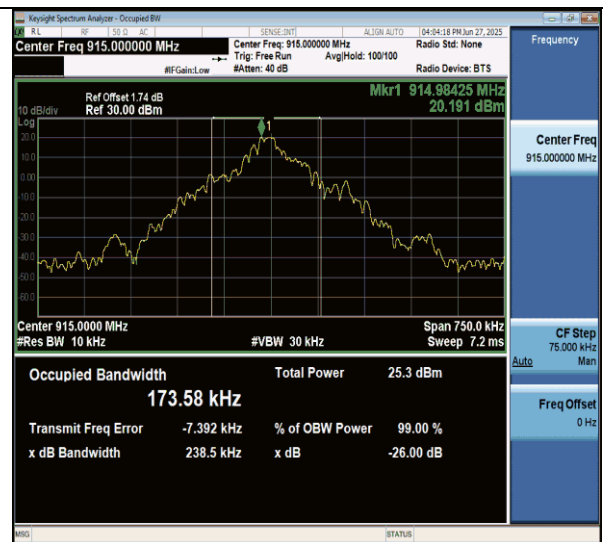 Keysight Spectrum Analyzer - Occupied BW
RL RF 50 Ω AC SENSE:INT ALIGN AUTO 04:04:18 PM Jun 27, 2025
Center Freq 915.000000 MHz Center Freq: 915.000000 MHz Radio Std: None
Trig: Free Run Avg|Hold: 100/100
#IFGain:Low #Atten: 40 dB Radio Device: BTS
Frequency
Ref Offset 1.74 dB Mkr1 914.98425 MHz
10 dB/div Ref 30.00 dBm 20.191 dBm
Log
20.0
10.0
0.00
-10.0
-20.0
-30.0
-40.0
-50.0
-60.0
1
Center 915.0000 MHz Span 750.0 kHz
#Res BW 10 kHz #VBW 30 kHz Sweep 7.2 ms
Center Freq
915.000000 MHz
CF Step
75.000 kHz
Auto Man
Freq Offset
0 Hz
Occupied Bandwidth Total Power 25.3 dBm
173.58 kHz
Transmit Freq Error -7.392 kHz % of OBW Power 99.00 %
x dB Bandwidth 238.5 kHz x dB -26.00 dB
MSG STATUS